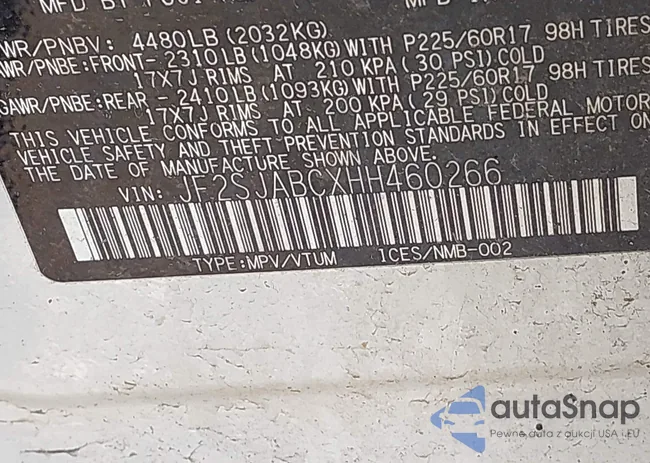 MFD. BY
GVWR/PNBV: 4480LB (2032KG)
GAWR/PNBE:FRONT- 2310LB (1048KG)WITH P225/60R17 98H TIRES
17X7J RIMS AT 210 KPA (30 PSI)COLD
GAWR/PNBE:REAR - 2410LB (1093KG)WITH P225/60R17 98H TIRES
17X7J RIMS AT 200 KPA (29 PSI)COLD
THIS VEHICLE CONFORMS TO ALL APPLICABLE FEDERAL MOTOR
VEHICLE SAFETY AND THEFT PREVENTION STANDARDS IN EFFECT ON
THE DATE OF MANUFACTURE SHOWN ABOVE.
VIN: JF2SJABCXHH460266
TYPE:MPV/VTUM ICES/NMB-002
autaSnap
Pewne auta z aukcji USA i EU